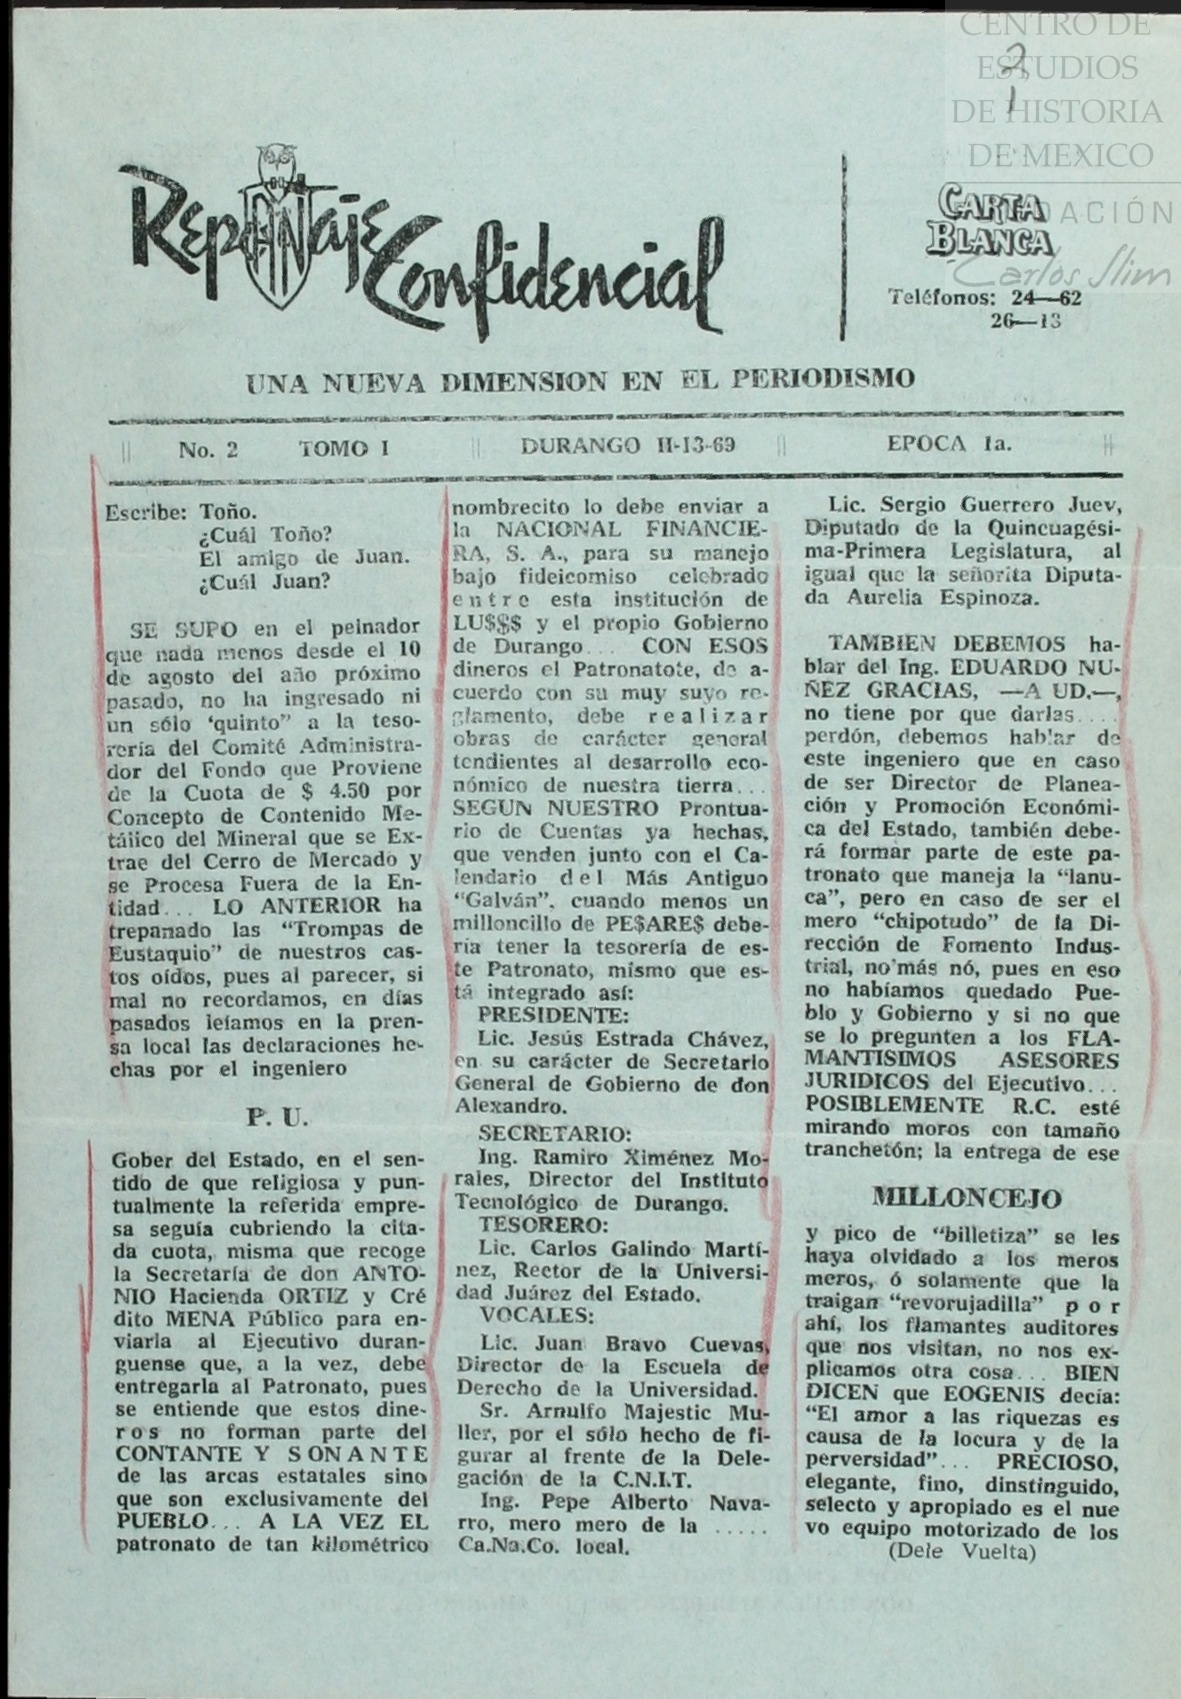 CENTRO DE
ESTUDIOS
DE HISTORIA
DE MEXICO
FUNDACIÓN
Carlos Slim
2
1
Reportaje
Confidencial
CARTA
BLANCA
Teléfonos: 24—62
26—13
UNA NUEVA DIMENSION EN EL PERIODISMO
No. 2 TOMO I DURANGO II-13-69 EPOCA 1a.
Escribe: Toño.
¿Cuál Toño?
El amigo de Juan.
¿Cuál Juan?
SE SUPO en el peinador
que nada menos desde el 10
de agosto del año próximo
pasado, no ha ingresado ni
un sólo ‘quinto” a la teso-
rería del Comité Administra-
dor del Fondo que Proviene
de la Cuota de $ 4.50 por
Concepto de Contenido Me-
táiico del Mineral que se Ex-
trae del Cerro de Mercado y
se Procesa Fuera de la En-
tidad... LO ANTERIOR ha
trepanado las “Trompas de
Eustaquio” de nuestros cas-
tos oídos, pues al parecer, si
mal no recordamos, en días
pasados leíamos en la pren-
sa local las declaraciones he-
chas por el ingeniero
P. U.
Gober del Estado, en el sen-
tido de que religiosa y pun-
tualmente la referida empre-
sa seguía cubriendo la cita-
da cuota, misma que recoge
la Secretaría de don ANTO-
NIO Hacienda ORTIZ y Cré
dito MENA Público para en-
viarla al Ejecutivo duran-
guense que, a la vez, debe
entregarla al Patronato, pues
se entiende que estos dine-
ros no forman parte del
CONTANTE Y SONANTE
de las arcas estatales sino
que son exclusivamente del
PUEBLO... A LA VEZ EL
patronato de tan kilométrico
nombrecito lo debe enviar a
la NACIONAL FINANCIE-
RA, S. A., para su manejo
bajo fideicomiso celebrado
entre esta institución de
LU$$$ y el propio Gobierno
de Durango... CON ESOS
dineros el Patronatote, de a-
cuerdo con su muy suyo re-
glamento, debe realizar
obras de carácter general
tendientes al desarrollo eco-
nómico de nuestra tierra...
SEGUN NUESTRO Prontua-
rio de Cuentas ya hechas,
que venden junto con el Ca-
lendario del Más Antiguo
“Galván”, cuando menos un
milloncillo de PE$ARE$ debe-
ría tener la tesorería de es-
te Patronato, mismo que es-
tá integrado así:
PRESIDENTE:
Lic. Jesús Estrada Chávez,
en su carácter de Secretario
General de Gobierno de don
Alexandro.
SECRETARIO:
Ing. Ramiro Ximénez Mo-
rales, Director del Instituto
Tecnológico de Durango.
TESORERO:
Lic. Carlos Galindo Martí-
nez, Rector de la Universi-
dad Juárez del Estado.
VOCALES:
Lic. Juan Bravo Cuevas,
Director de la Escuela de
Derecho de la Universidad.
Sr. Arnulfo Majestic Mu-
ller, por el sólo hecho de fi-
gurar al frente de la Dele-
gación de la C.N.I.T.
Ing. Pepe Alberto Nava-
rro, mero mero de la .....
Ca.Na.Co. local.
Lic. Sergio Guerrero Juev,
Diputado de la Quincuagési-
ma-Primera Legislatura, al
igual que la señorita Diputa-
da Aurelia Espinoza.
TAMBIEN DEBEMOS ha-
blar del Ing. EDUARDO NU-
ÑEZ GRACIAS, —A UD.—,
no tiene por que darlas....
perdón, debemos hablar de
este ingeniero que en caso
de ser Director de Planea-
ción y Promoción Económi-
ca del Estado, también debe-
rá formar parte de este pa-
tronato que maneja la “lanu-
ca”, pero en caso de ser el
mero “chipotudo” de la Di-
rección de Fomento Indus-
trial, no'más nó, pues en eso
no habíamos quedado Pue-
blo y Gobierno y si no que
se lo pregunten a los FLA-
MANTISIMOS ASESORES
JURIDICOS del Ejecutivo...
POSIBLEMENTE R.C. esté
mirando moros con tamaño
tranchetón; la entrega de ese
MILLONCEJO
y pico de “billetiza” se les
haya olvidado a los meros
meros, ó solamente que la
traigan “revorujadilla” por
ahí, los flamantes auditores
que nos visitan, no nos ex-
plicamos otra cosa... BIEN
DICEN que EOGENIS decía:
“El amor a las riquezas es
causa de la locura y de la
perversidad”... PRECIOSO,
elegante, fino, dinstinguido,
selecto y apropiado es el nue
vo equipo motorizado de los
(Dele Vuelta)